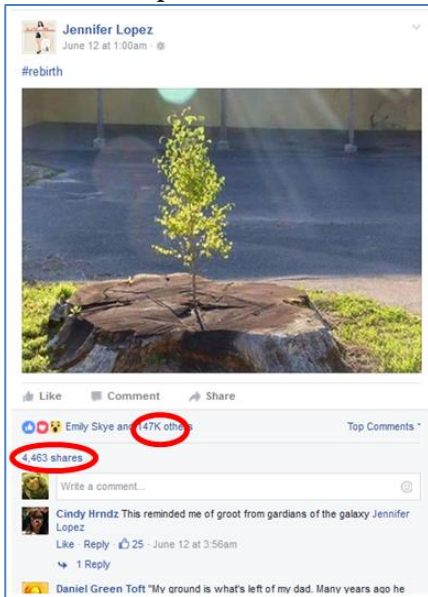 Jennifer Lopez
June 12 at 1:00am ·
#rebirth
Like Comment Share
Emily Skye and 147K others Top Comments
4,463 shares
Write a comment...
Cindy Hrndz This reminded me of groot from gardians of the galaxy Jennifer
Lopez
Like · Reply · 25 · June 12 at 3:56am
1 Reply
Daniel Green Toft "My ground is what's left of my dad. Many years ago he